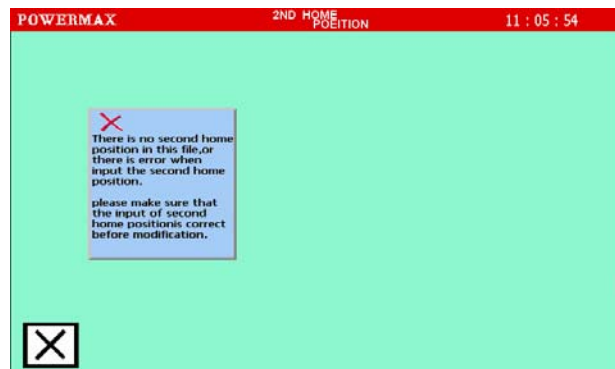 POWERMAX
2ND HOME
POEITION
11 : 05 : 54
There is no second home
position in this file,or
there is error when
input the second home
position.
please make sure that
the input of second
home positionis correct
before modification.